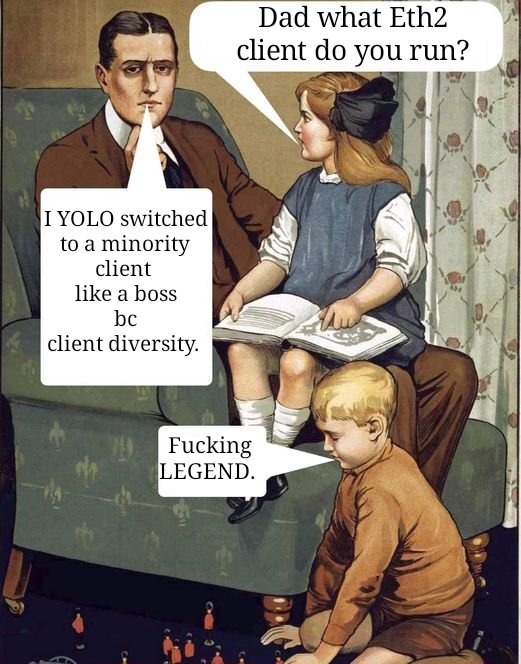 Dad what Eth2
client do you run?
I YOLO switched
to a minority
client
like a boss
bc
client diversity.
Fucking
LEGEND.